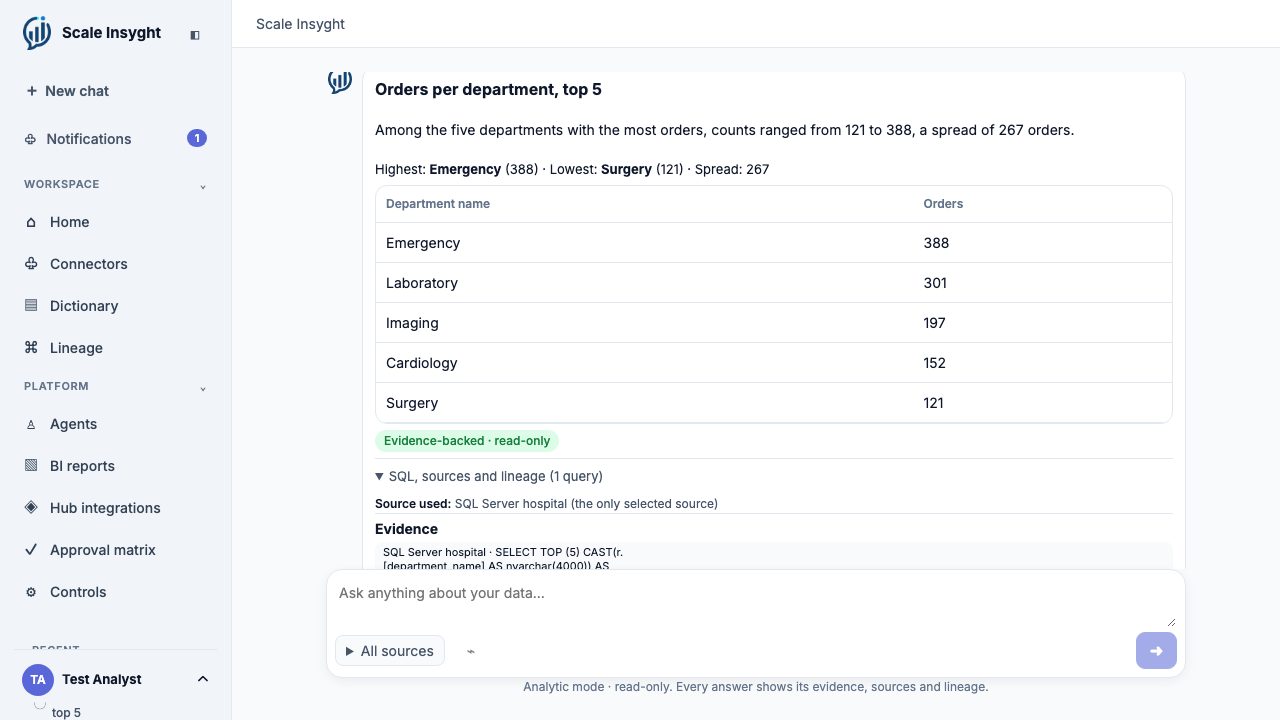 Scale Insyght
New chat
Notifications 1
WORKSPACE
Home
Connectors
Dictionary
Lineage
PLATFORM
Agents
BI reports
Hub integrations
Approval matrix
Controls
RECENT
TA Test Analyst
top 5
Scale Insyght
Orders per department, top 5
Among the five departments with the most orders, counts ranged from 121 to 388, a spread of 267 orders.
Highest: Emergency (388) · Lowest: Surgery (121) · Spread: 267
Department name Orders
Emergency 388
Laboratory 301
Imaging 197
Cardiology 152
Surgery 121
Evidence-backed · read-only
SQL, sources and lineage (1 query)
Source used: SQL Server hospital (the only selected source)
Evidence
SQL Server hospital · SELECT TOP (5) CAST(r.
[department_name] AS nvarchar(4000)) AS
Ask anything about your data...
All sources
Analytic mode · read-only. Every answer shows its evidence, sources and lineage.